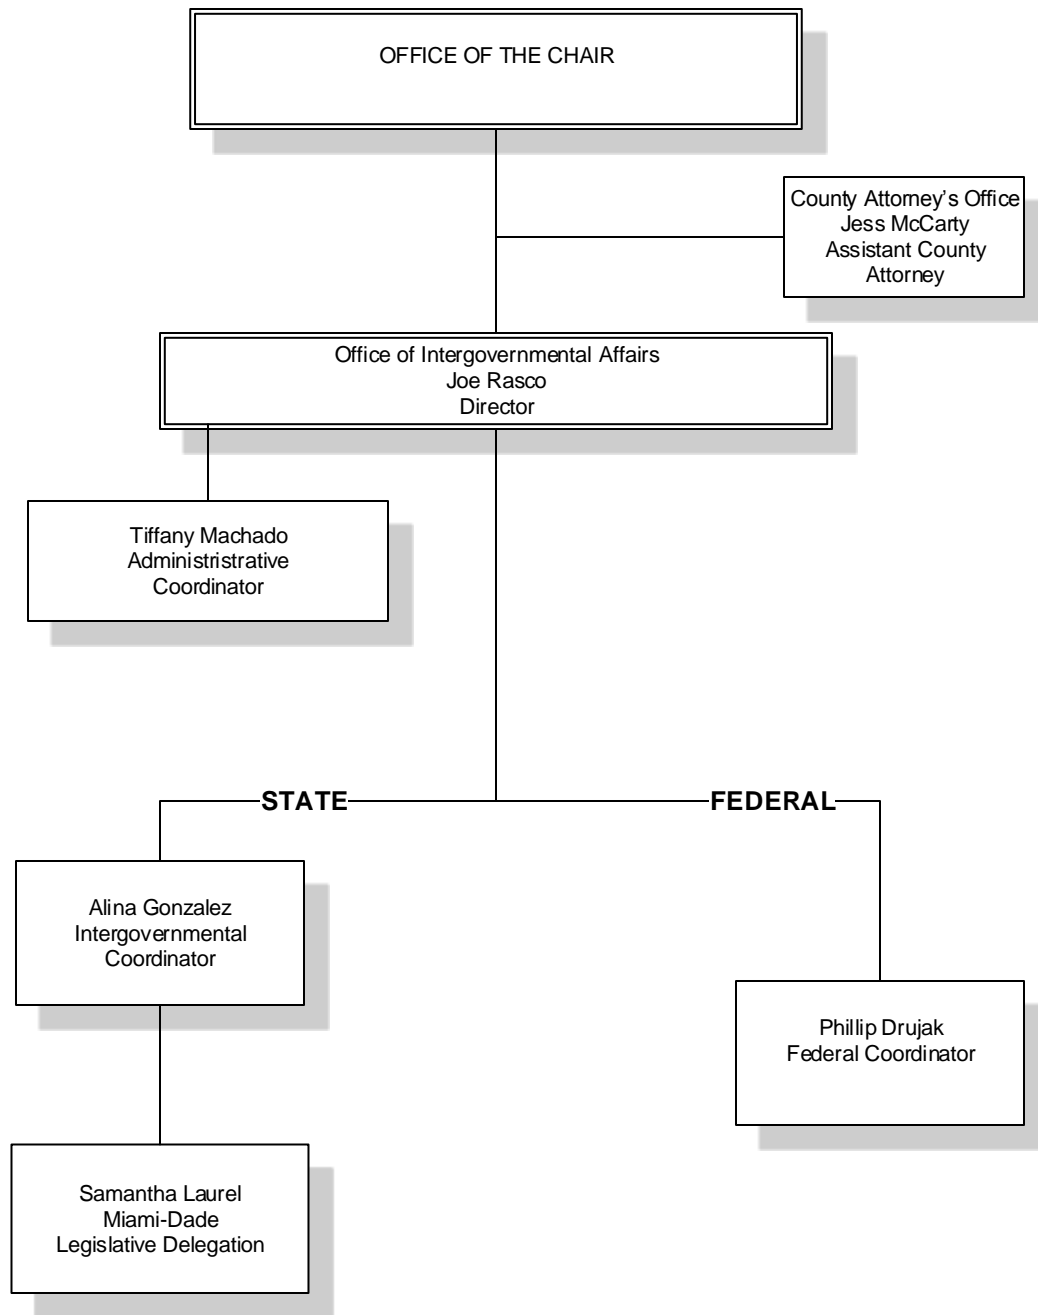 OFFICE OF THE CHAIR
County Attorney's Office
Jess McCarty
Assistant County
Attorney
Office of Intergovernmental Affairs
Joe Rasco
Director
Tiffany Machado
Administristrative
Coordinator
STATE
FEDERAL
Alina Gonzalez
Intergovernmental
Coordinator
Phillip Drujak
Federal Coordinator
Samantha Laurel
Miami-Dade
Legislative Delegation